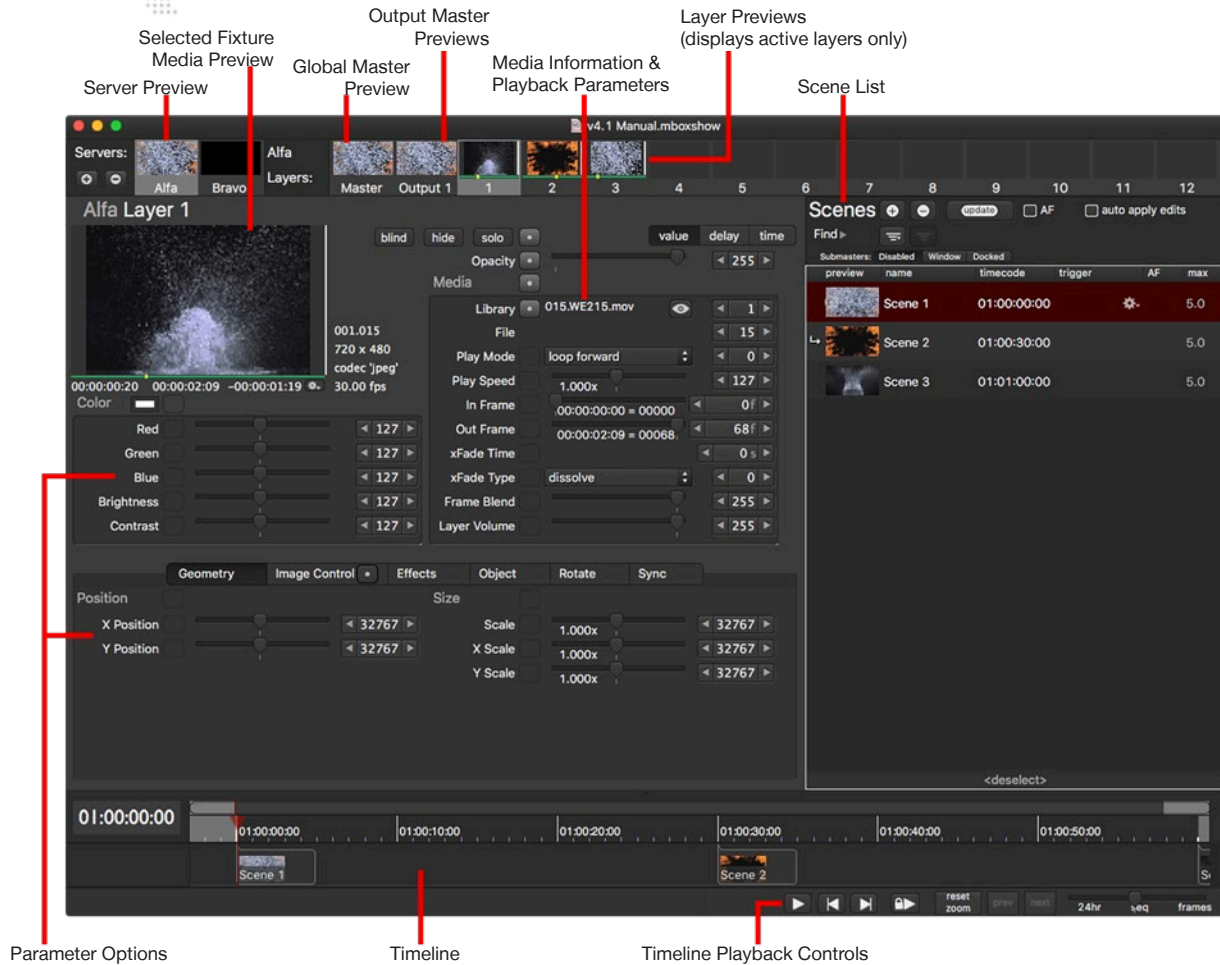 Output Master
Previews
Layer Previews
(displays active layers only)
Selected Fixture
Media Preview
Global Master
Preview
Media Information &
Playback Parameters
Server Preview
Scene List
v4.1 Manual.mboxshow
Servers:
Alfa
Bravo
Alfa
Layers:
Master
Output 1
1
2
3
4
5
6
7
8
9
10
11
12
Alfa Layer 1
blind
hide
solo
value
delay
time
Opacity
255
Media
Library
015.WE215.mov
1
File
15
Play Mode
loop forward
0
Play Speed
1.000x
127
In Frame
00:00:00:00 = 00000
0f
Out Frame
00:00:02:09 = 00068
68f
xFade Time
0 s
xFade Type
dissolve
0
Frame Blend
255
Layer Volume
255
001.015
720 x 480
codec 'jpeg'
30.00 fps
00:00:00:20 00:00:02:09 -00:00:01:19
Color
Red
127
Green
127
Blue
127
Brightness
127
Contrast
127
Geometry
Image Control
Effects
Object
Rotate
Sync
Position
X Position
32767
Y Position
32767
Size
Scale
1.000x
32767
X Scale
1.000x
32767
Y Scale
1.000x
32767
Scenes
update
AF
auto apply edits
Find
Submasters:
Disabled
Window
Docked
preview
name
timecode
trigger
AF
max
Scene 1
01:00:00:00
5.0
Scene 2
01:00:30:00
5.0
Scene 3
01:01:00:00
5.0
<deselect>
01:00:00:00
01:00:00:00
01:00:10:00
01:00:20:00
01:00:30:00
01:00:40:00
01:00:50:00
Scene 1
Scene 2
reset
zoom
prev
next
24hr
seq
frames
Parameter Options
Timeline
Timeline Playback Controls